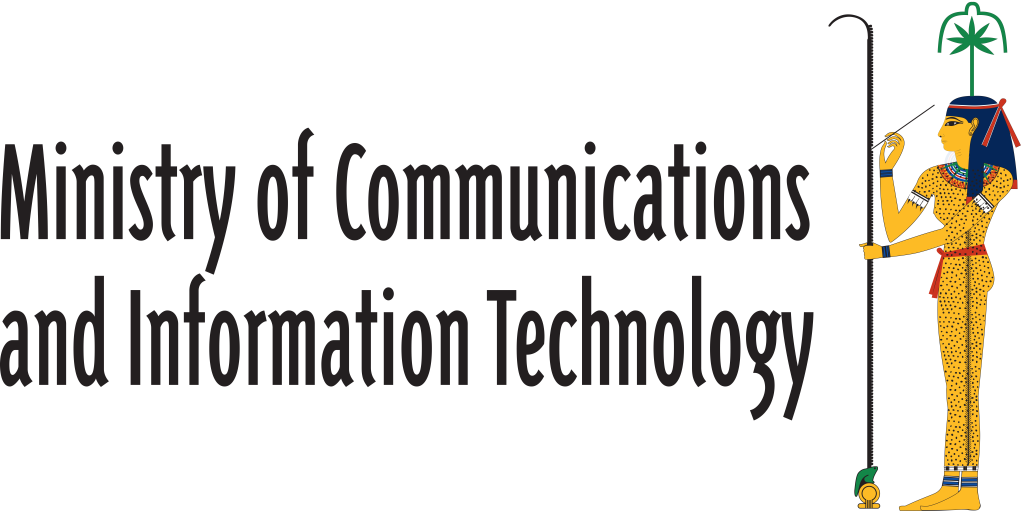 Ministry of Communications
and Information Technology